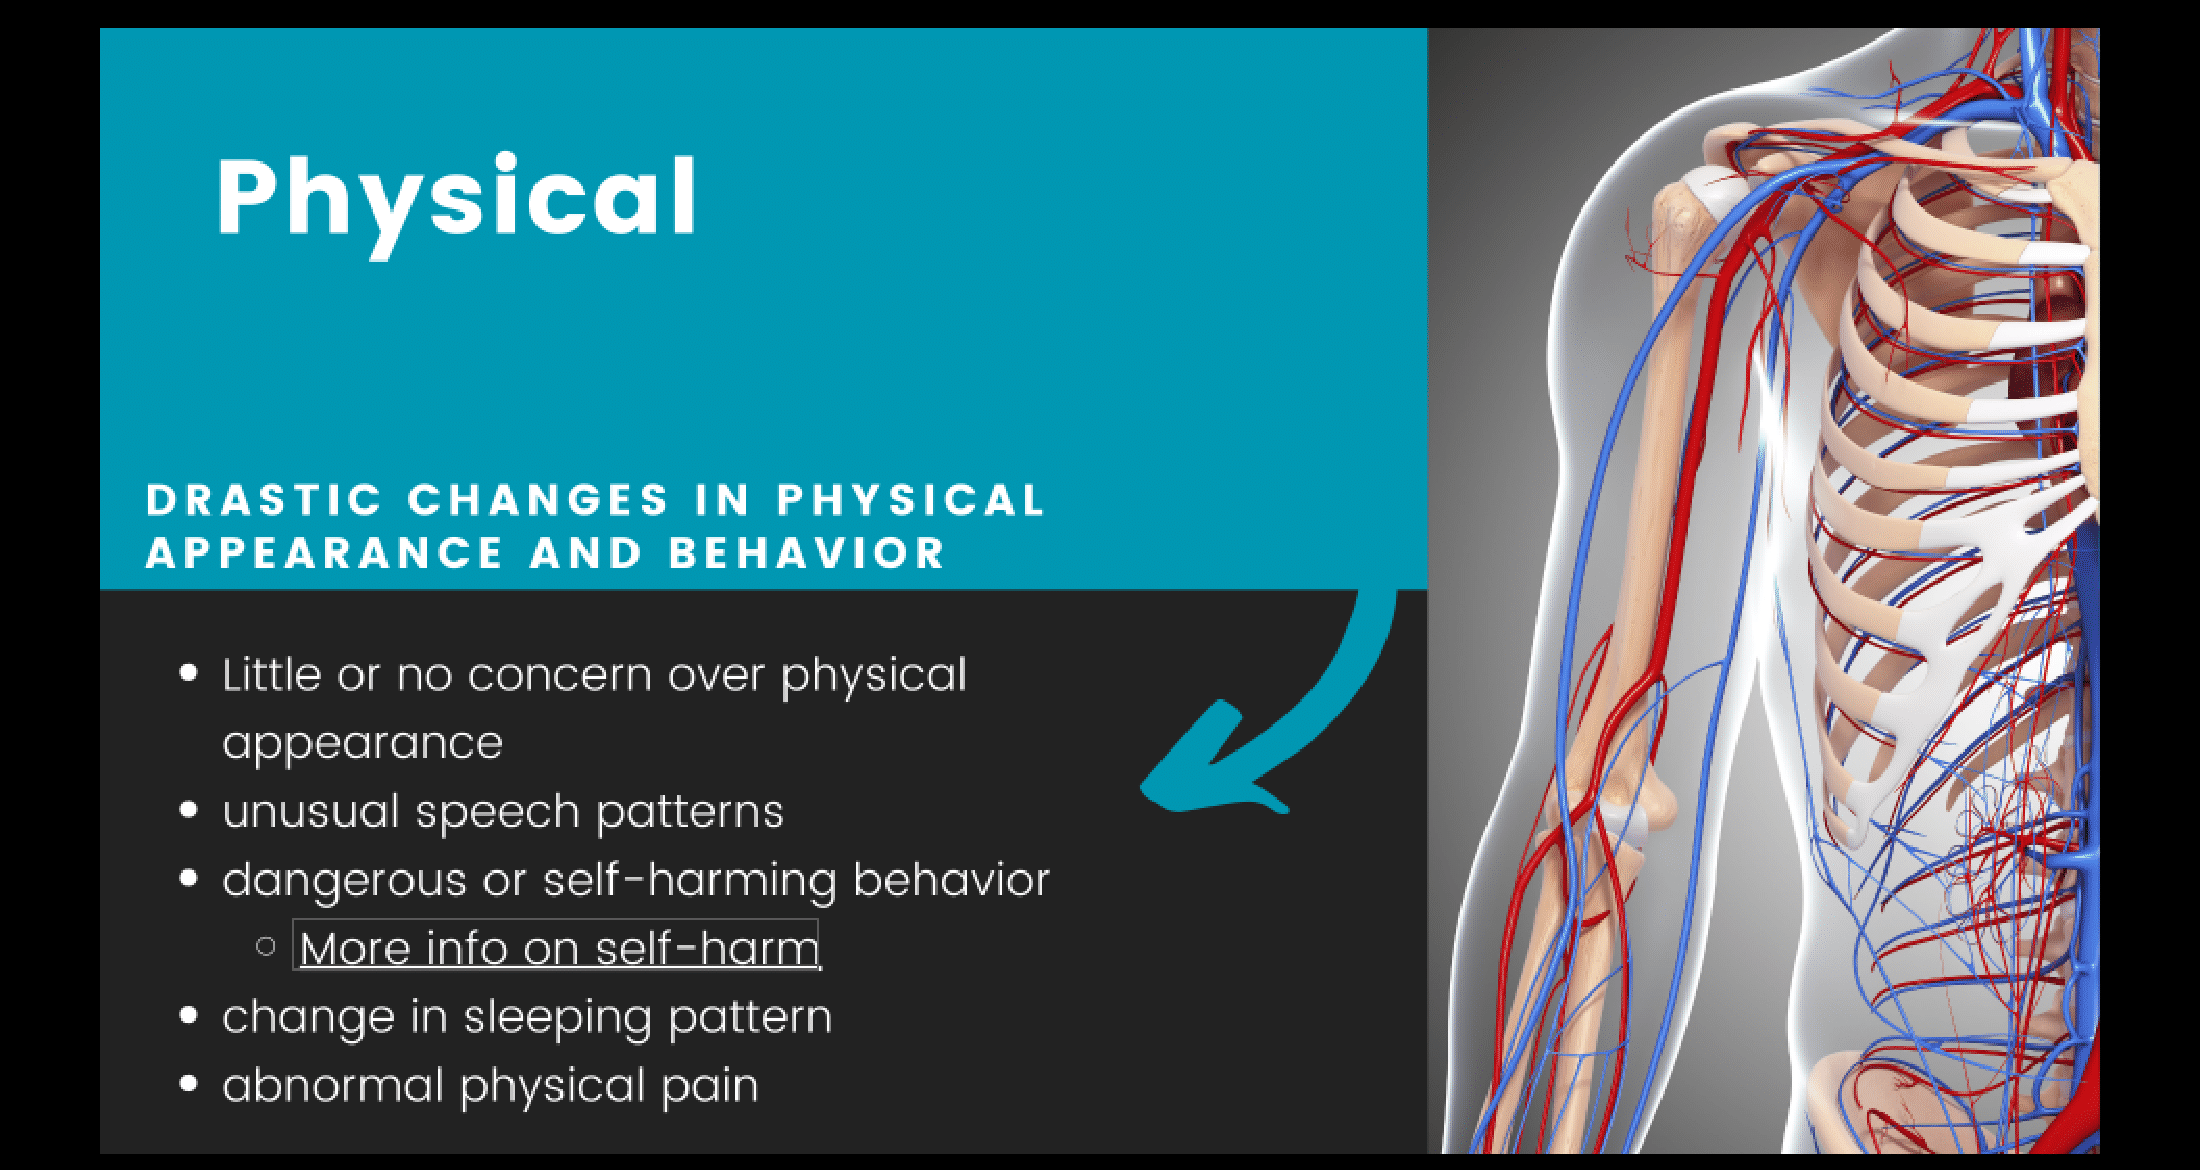 Physical
DRASTIC CHANGES IN PHYSICAL
APPEARANCE AND BEHAVIOR
Little or no concern over physical
appearance
unusual speech patterns
dangerous or self-harming behavior
More info on self-harm
change in sleeping pattern
abnormal physical pain